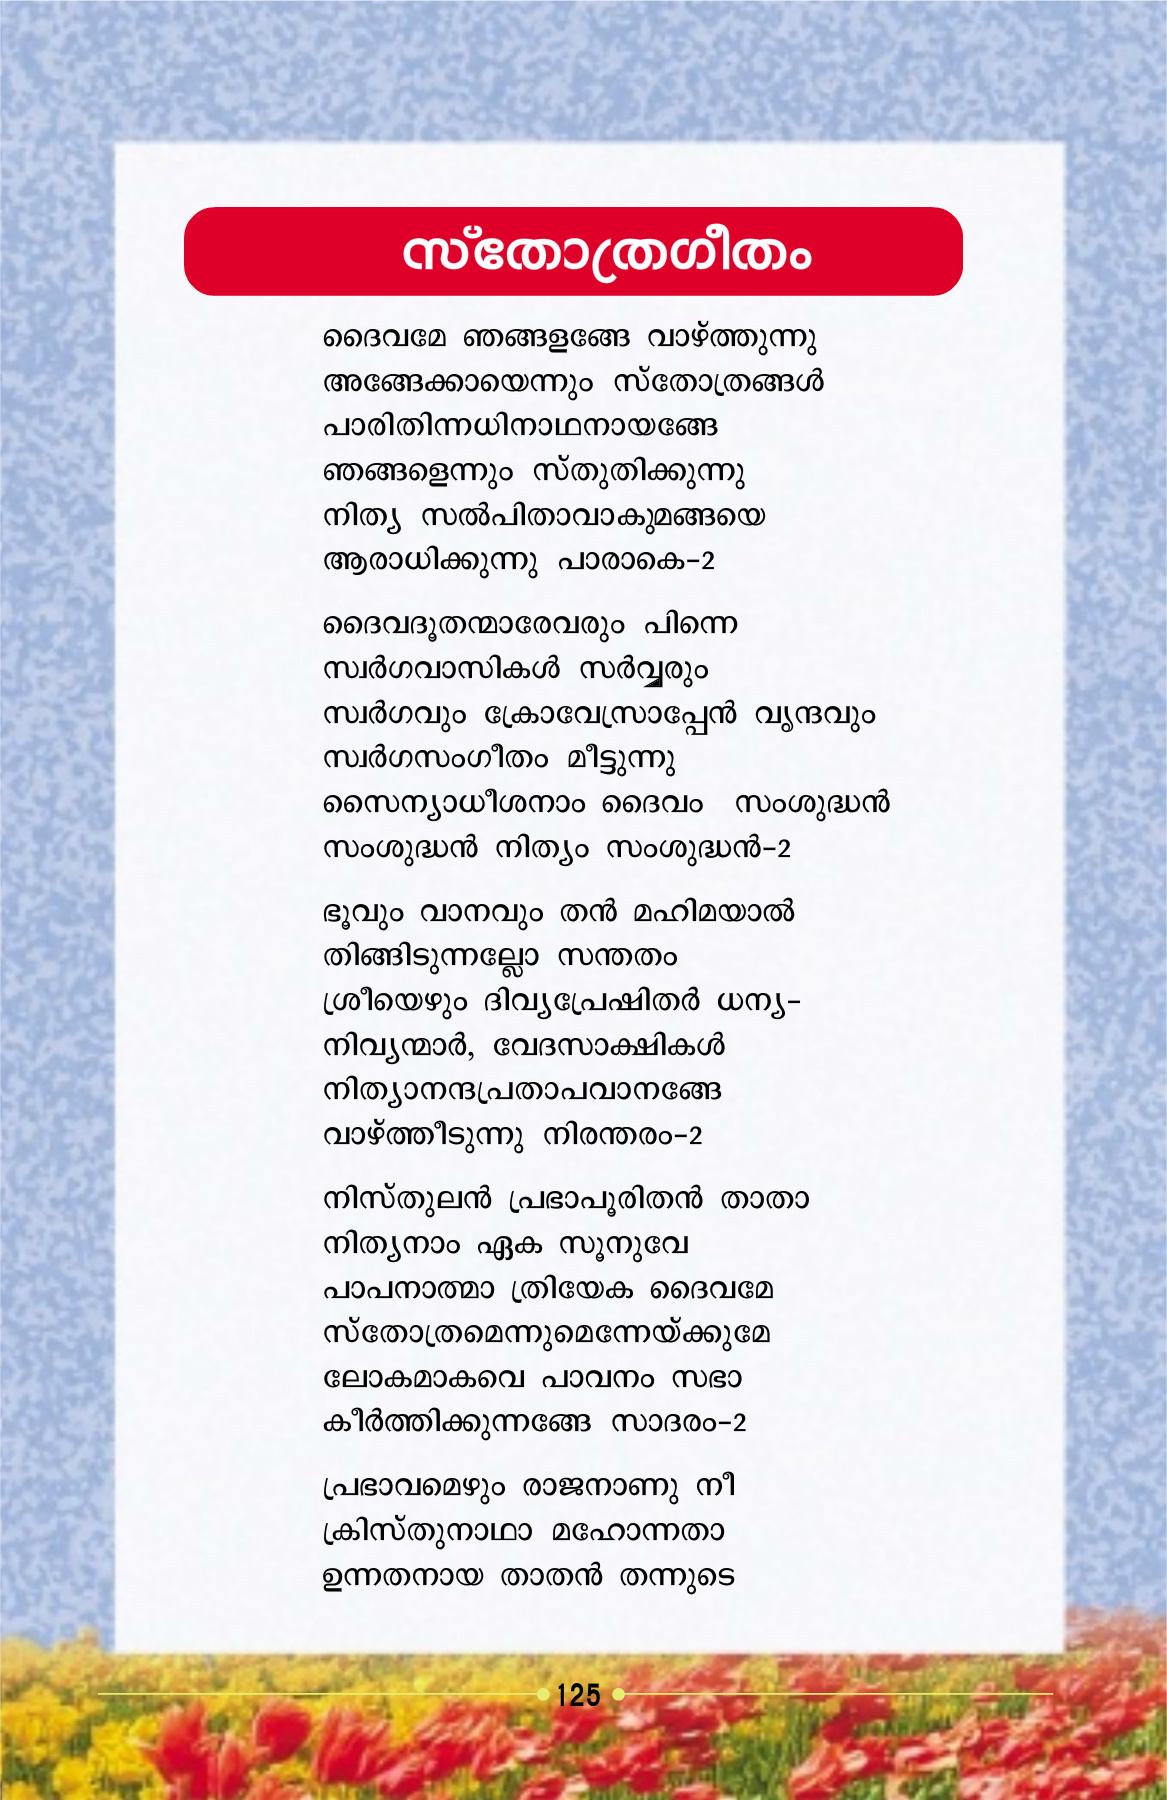 സ്തോത്രഗീതം
ദൈവമേ ഞങ്ങളങ്ങേ വാഴ്ത്തുന്നു
അങ്ങേക്കായെന്നും സ്തോത്രങ്ങൾ
പാരിതിന്നധിനാഥനായങ്ങേ
ഞങ്ങളെന്നും സ്തുതിക്കുന്നു
നിത്യ സൽപിതാവാകുമങ്ങയെ
ആരാധിക്കുന്നു പാരാകെ-2
ദൈവദൂതന്മാരേവരും പിന്നെ
സ്വർഗവാസികൾ സർവ്വരും
സ്വർഗവും ക്രോവേസ്രാപ്പേൻ വൃന്ദവും
സ്വർഗസംഗീതം മീട്ടുന്നു
സൈന്യാധീശനാം ദൈവം സംശുദ്ധൻ
സംശുദ്ധൻ നിത്യം സംശുദ്ധൻ-2
ഭൂവും വാനവും തൻ മഹിമയാൽ
തിങ്ങിടുന്നല്ലോ സന്തതം
ശ്രീയെഴും ദിവ്യപ്രേഷിതർ ധന്യ-
നിവ്യന്മാർ, വേദസാക്ഷികൾ
നിത്യാനന്ദപ്രതാപവാനങ്ങേ
വാഴ്ത്തീടുന്നു നിരന്തരം-2
നിസ്തുലൻ പ്രഭാപൂരിതൻ താതാ
നിത്യനാം ഏക സൂനുവേ
പാപനാത്മാ ത്രിയേക ദൈവമേ
സ്തോത്രമെന്നുമെന്നേയ്ക്കുമേ
ലോകമാകവെ പാവനം സഭാ
കീർത്തിക്കുന്നങ്ങേ സാദരം-2
പ്രഭാവമെഴും രാജനാണു നീ
ക്രിസ്തുനാഥാ മഹോന്നതാ
ഉന്നതനായ താതൻ തന്നുടെ
125